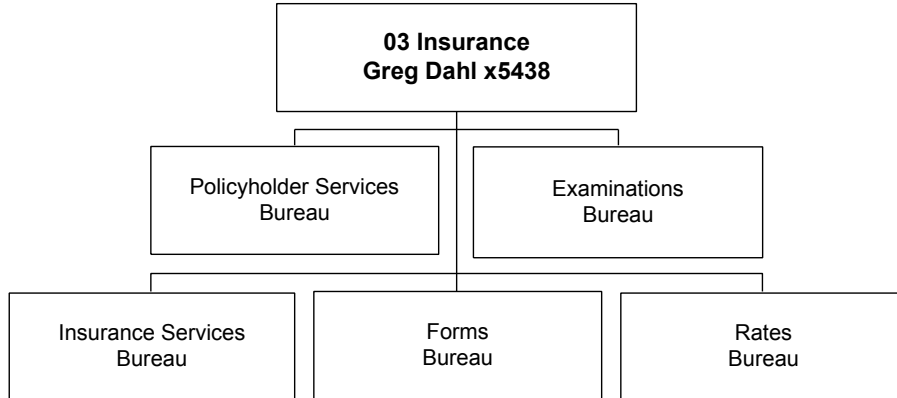 03 Insurance
Greg Dahl x5438
Policyholder Services
Bureau
Examinations
Bureau
Insurance Services
Bureau
Forms
Bureau
Rates
Bureau